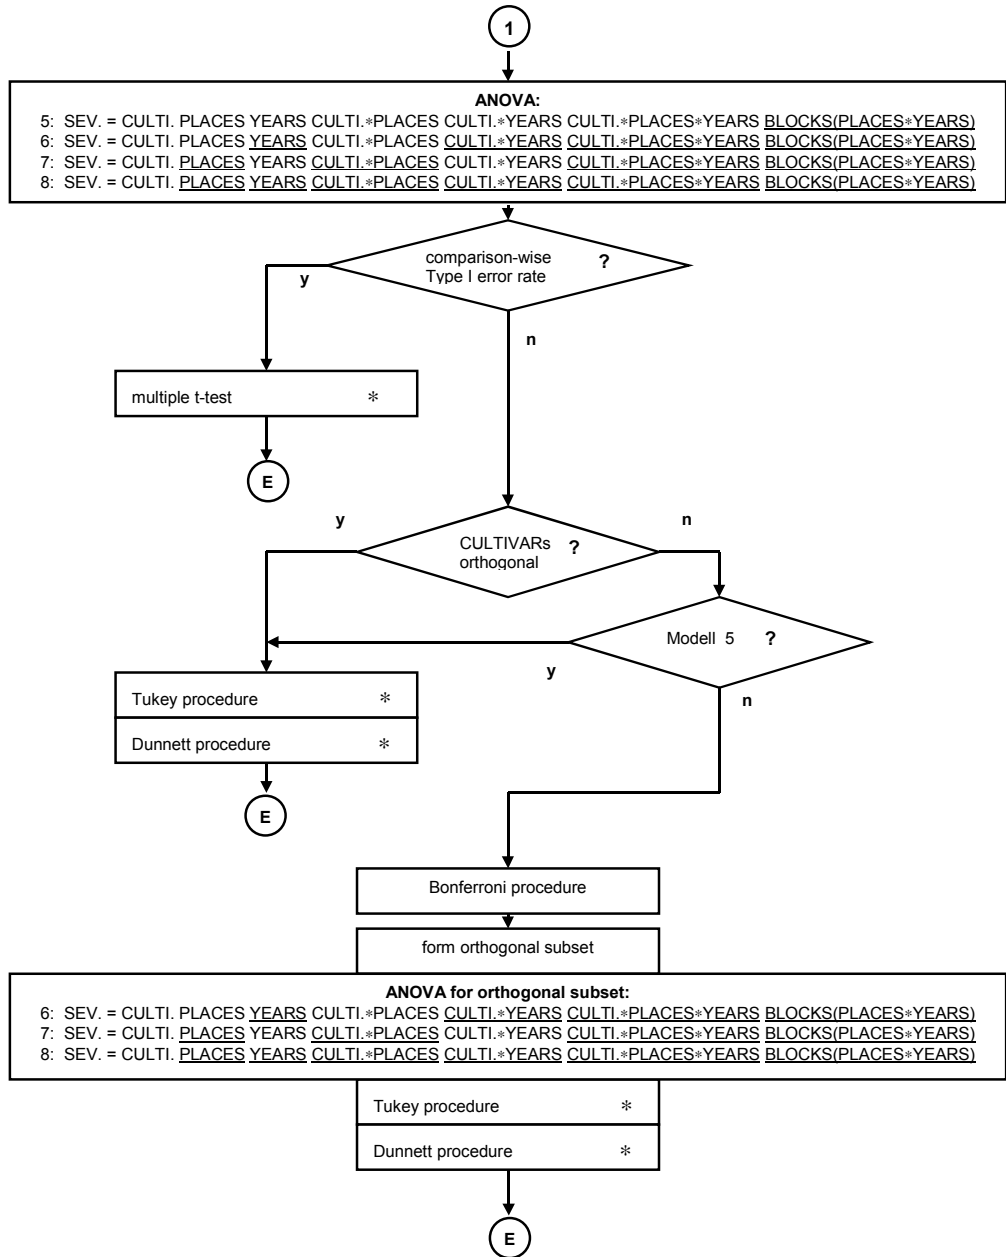 1
ANOVA:
5: SEV. = CULTI. PLACES YEARS CULTI.*PLACES CULTI.*YEARS CULTI.*PLACES*YEARS BLOCKS(PLACES*YEARS)
6: SEV. = CULTI. PLACES YEARS CULTI.*PLACES CULTI.*YEARS CULTI.*PLACES*YEARS BLOCKS(PLACES*YEARS)
7: SEV. = CULTI. PLACES YEARS CULTI.*PLACES CULTI.*YEARS CULTI.*PLACES*YEARS BLOCKS(PLACES*YEARS)
8: SEV. = CULTI. PLACES YEARS CULTI.*PLACES CULTI.*YEARS CULTI.*PLACES*YEARS BLOCKS(PLACES*YEARS)
comparison-wise ?
Type I error rate
y
n
multiple t-test *
E
y
n
CULTIVARs ?
orthogonal
Modell 5 ?
y
n
Tukey procedure *
Dunnett procedure *
E
Bonferroni procedure
form orthogonal subset
ANOVA for orthogonal subset:
6: SEV. = CULTI. PLACES YEARS CULTI.*PLACES CULTI.*YEARS CULTI.*PLACES*YEARS BLOCKS(PLACES*YEARS)
7: SEV. = CULTI. PLACES YEARS CULTI.*PLACES CULTI.*YEARS CULTI.*PLACES*YEARS BLOCKS(PLACES*YEARS)
8: SEV. = CULTI. PLACES YEARS CULTI.*PLACES CULTI.*YEARS CULTI.*PLACES*YEARS BLOCKS(PLACES*YEARS)
Tukey procedure *
Dunnett procedure *
E